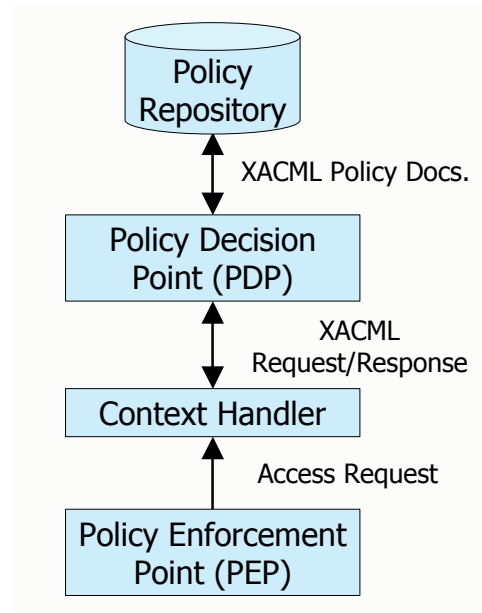 Policy
Repository
XACML Policy Docs.
Policy Decision
Point (PDP)
XACML
Request/Response
Context Handler
Access Request
Policy Enforcement
Point (PEP)